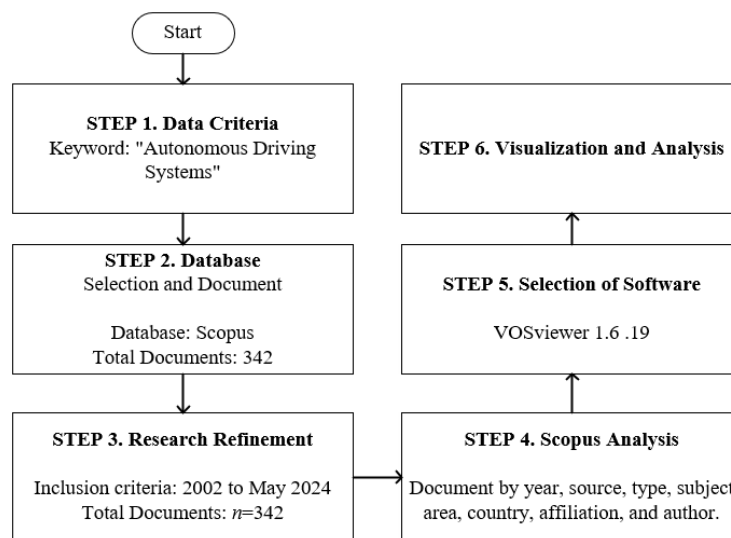 Start
STEP 1. Data Criteria
Keyword: "Autonomous Driving
Systems"
STEP 2. Database
Selection and Document
Database: Scopus
Total Documents: 342
STEP 3. Research Refinement
Inclusion criteria: 2002 to May 2024
Total Documents: n=342
STEP 4. Scopus Analysis
Document by year, source, type, subject
area, country, affiliation, and author.
STEP 5. Selection of Software
VOSviewer 1.6 .19
STEP 6. Visualization and Analysis